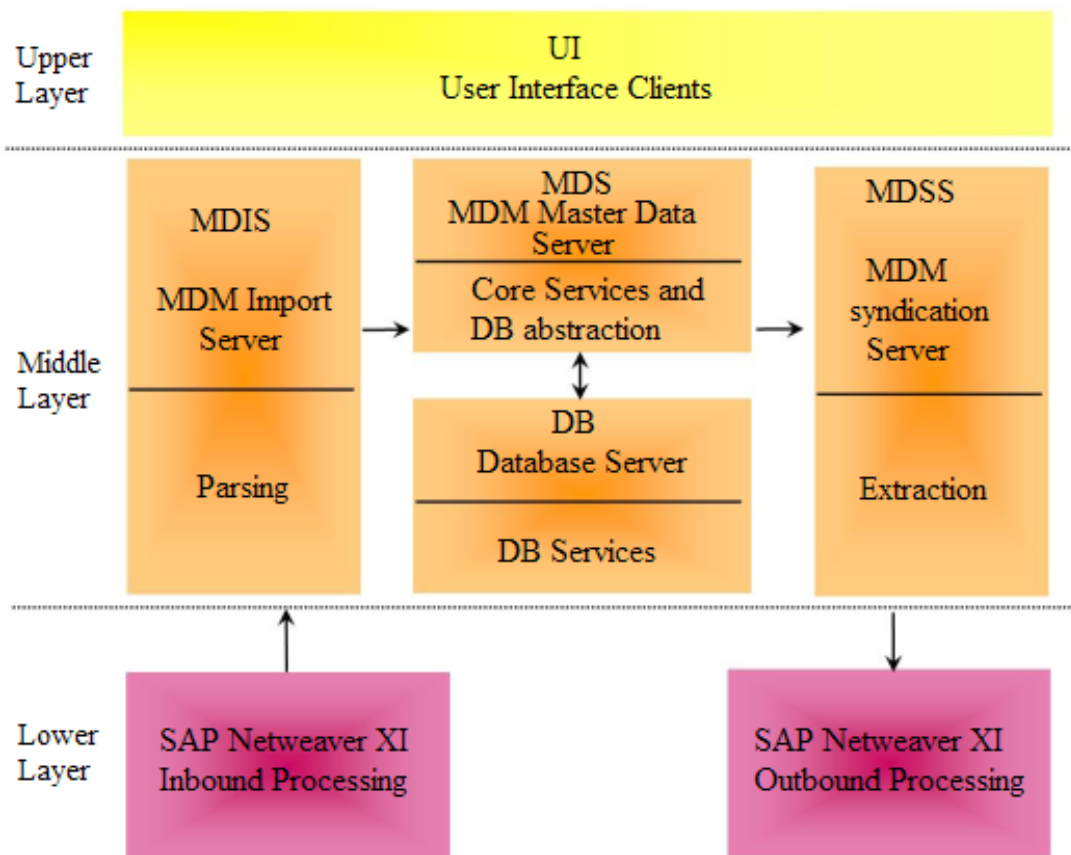 Upper
Layer
UI
User Interface Clients
Middle
Layer
MDIS
MDM Import
Server
Parsing
MDS
MDM Master Data
Server
Core Services and
DB abstraction
DB
Database Server
DB Services
MDSS
MDM
syndication
Server
Extraction
Lower
Layer
SAP Netweaver XI
Inbound Processing
SAP Netweaver XI
Outbound Processing